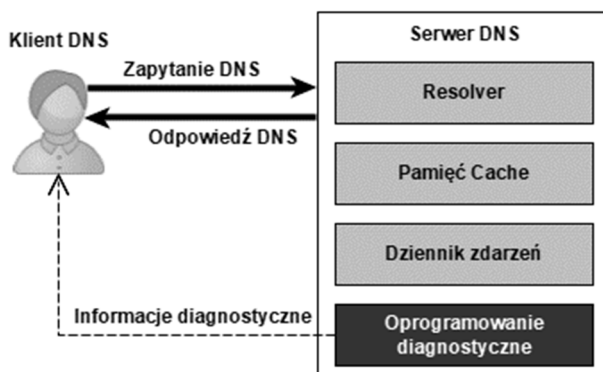 Klient DNS
Zapytanie DNS
Odpowiedź DNS
Serwer DNS
Resolver
Pamięć Cache
Dziennik zdarzeń
Informacje diagnostyczne
Oprogramowanie
diagnostyczne